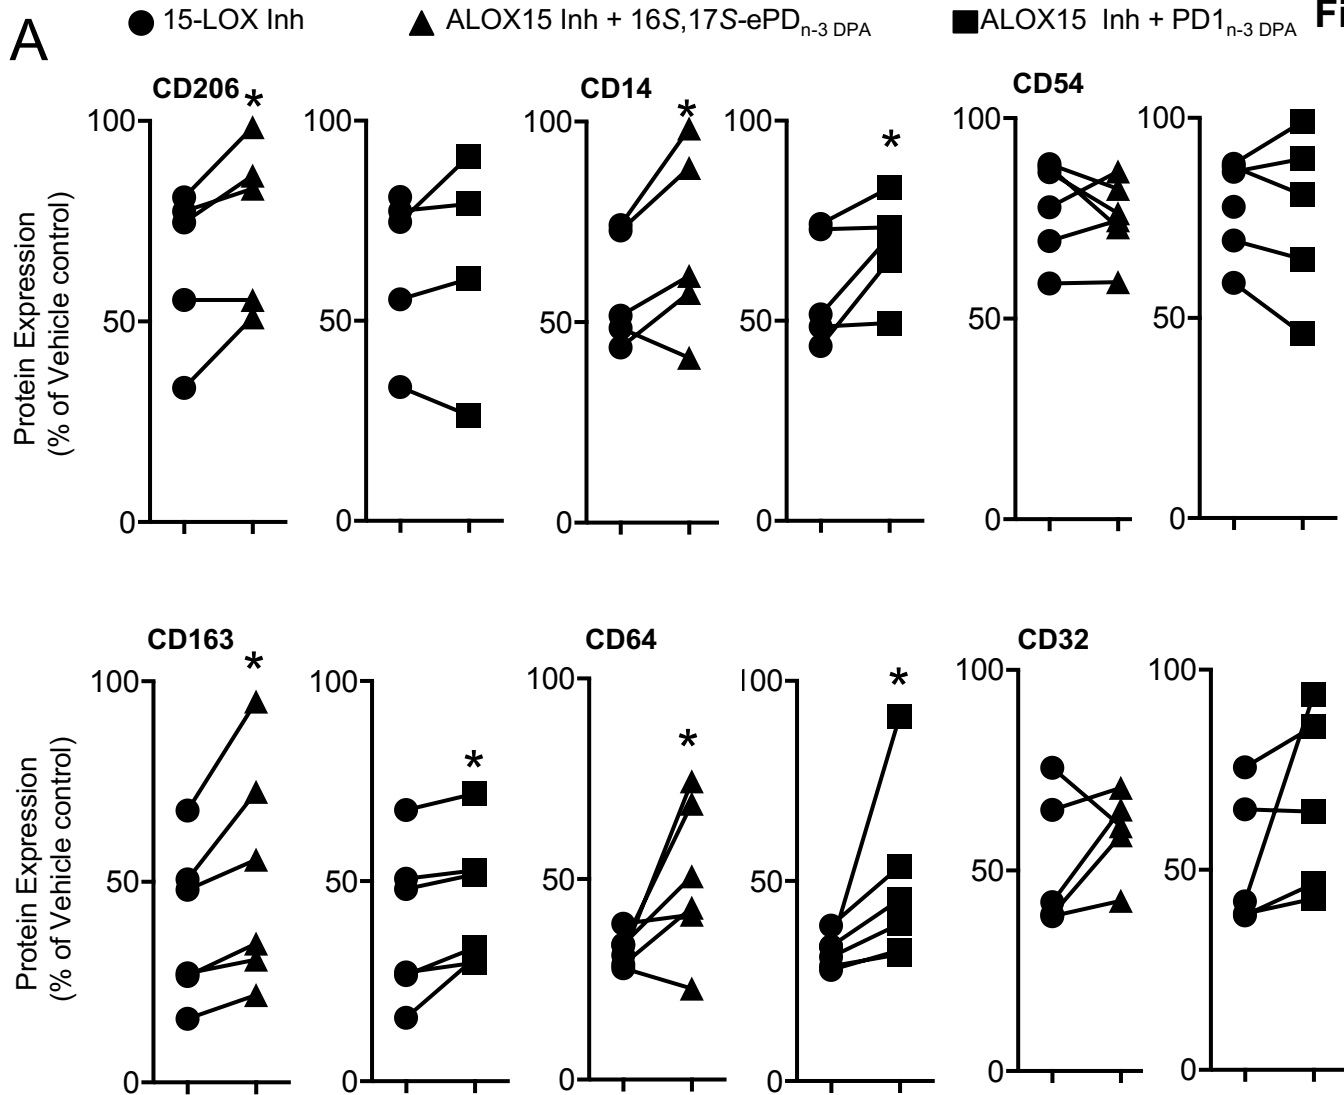 A
15-LOX Inh
ALOX15 Inh + 16S,17S-ePDn-3 DPA
ALOX15 Inh + PD1n-3 DPA
Fi
CD206
*
CD14
*
*
CD54
Protein Expression
(% of Vehicle control)
100
50
0
100
50
0
100
50
0
100
50
0
100
50
0
100
50
0
CD163
*
*
CD64
*
*
CD32
Protein Expression
(% of Vehicle control)
100
50
0
100
50
0
100
50
0
100
50
0
100
50
0
100
50
0